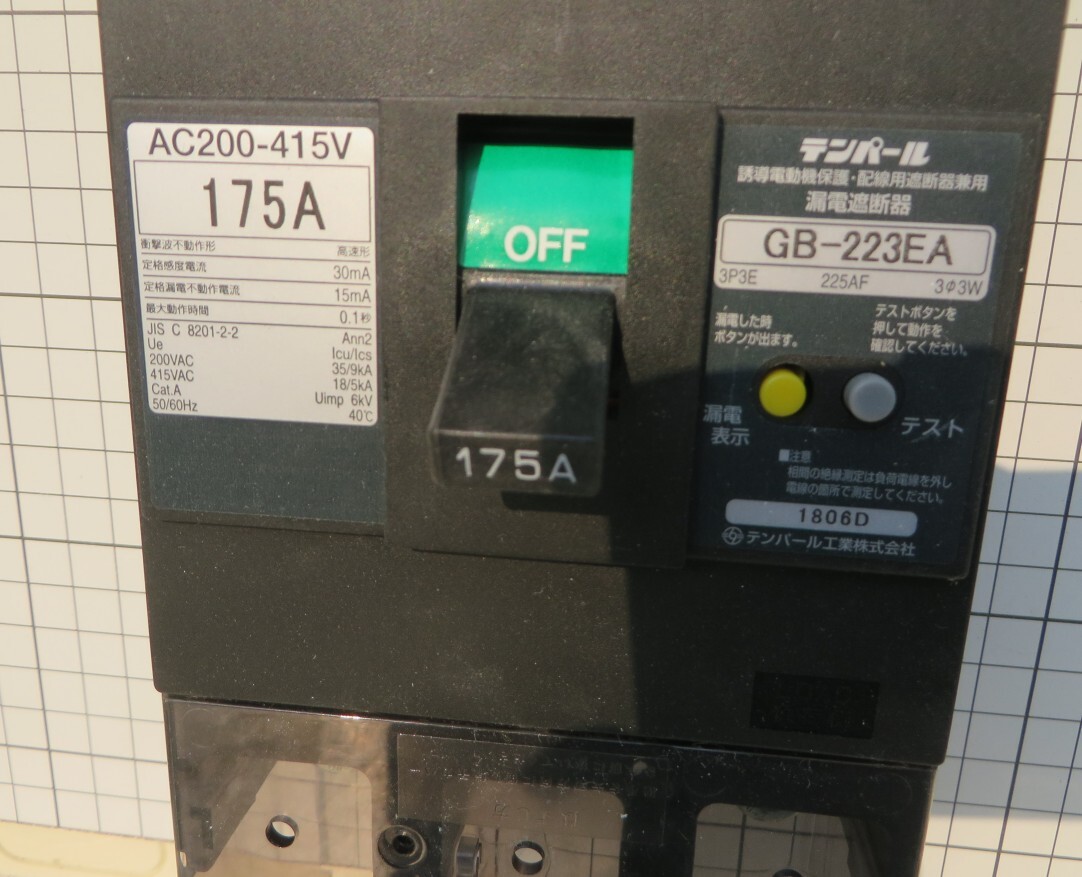 AC200-415V
175A
衝撃波不動作形 高速形
定格感度電流 30mA
定格漏電不動作電流 15mA
最大動作時間 0.1秒
JIS C 8201-2-2 Ann2
Ue Icu/Ics
200VAC 35/9kA
415VAC 18/5kA
Cat.A Uimp 6kV
50/60Hz 40℃
OFF
175A
テンパール
誘導電動機保護・配線用遮断器兼用
漏電遮断器
GB-223EA
3P3E 225AF 3φ3W
漏電した時
ボタンが出ます。
テストボタンを
押して動作を
確認してください。
漏電
表示
テスト
■注意
相間の絶縁測定は負荷電線を外し
電線の箇所で測定してください。
1806D
テンパール工業株式会社